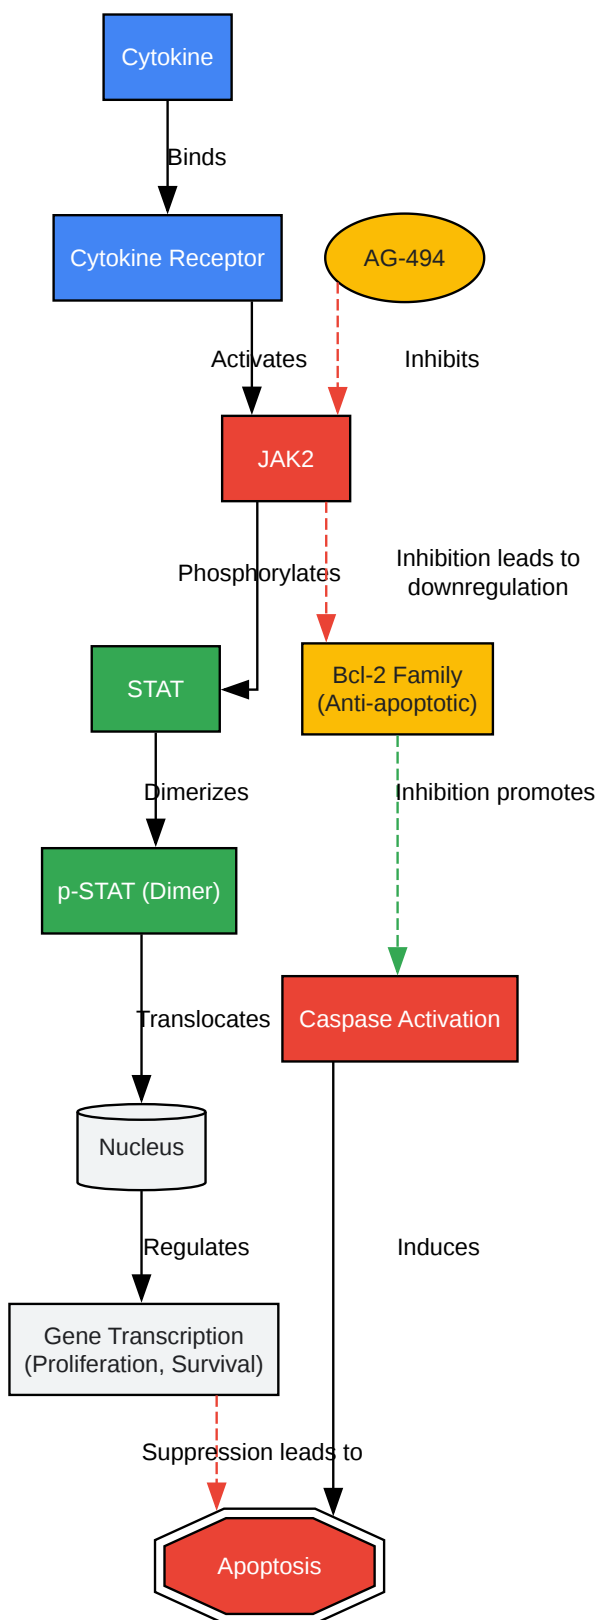 Cytokine
Binds
Cytokine Receptor
AG-494
Activates
Inhibits
JAK2
Phosphorylates
Inhibition leads to
downregulation
STAT
Bcl-2 Family
(Anti-apoptotic)
Dimerizes
Inhibition promotes
p-STAT (Dimer)
Translocates
Caspase Activation
Nucleus
Regulates
Induces
Gene Transcription
(Proliferation, Survival)
Suppression leads to
Apoptosis